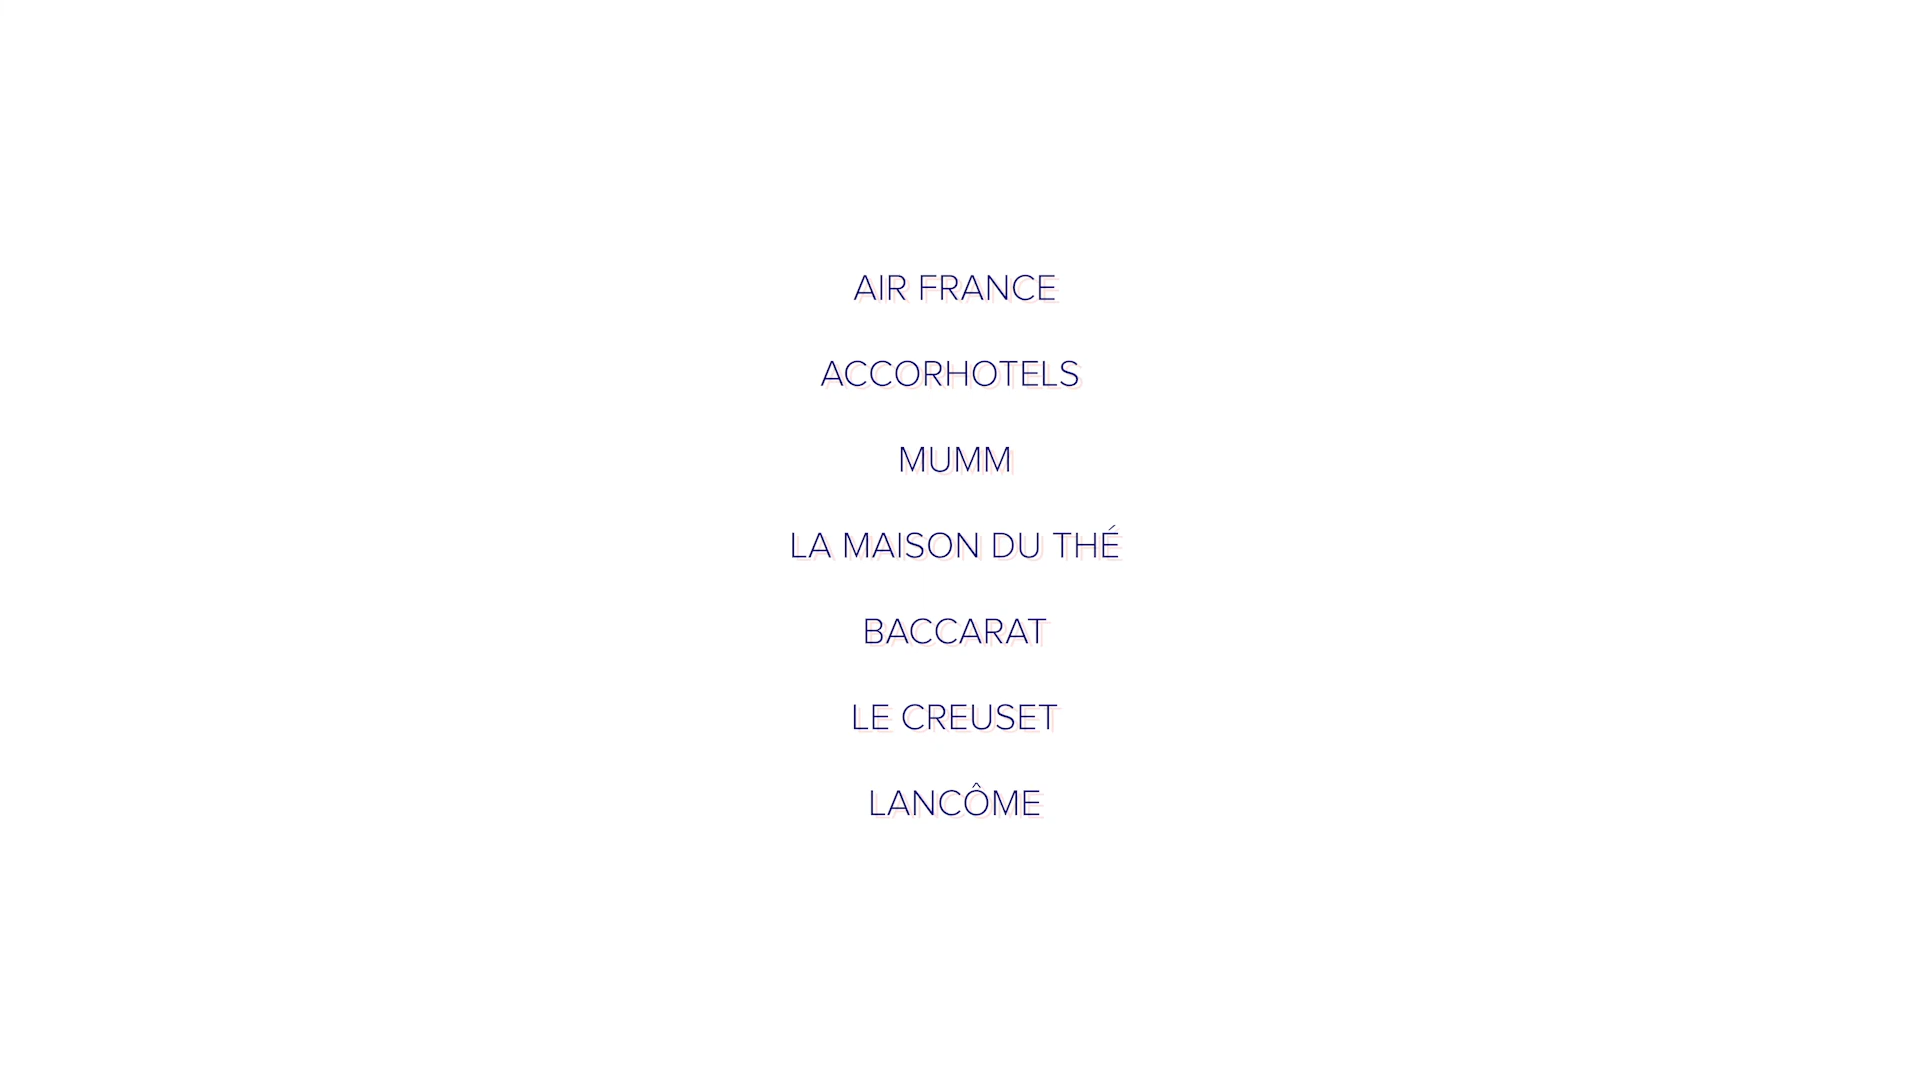 AIR FRANCE
ACCORHOTELS
MUMM
LA MAISON DU THÉ
BACCARAT
LE CREUSET
LANCÔME